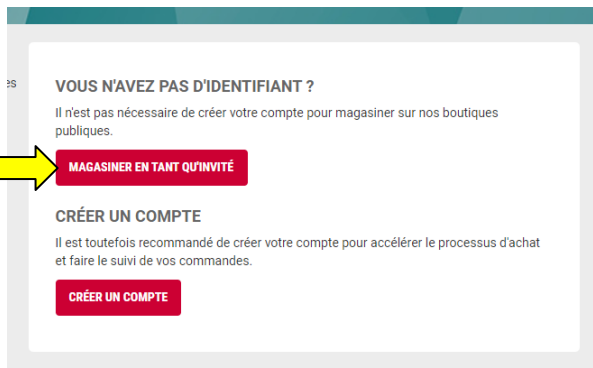 es
VOUS N'AVEZ PAS D'IDENTIFIANT ?
Il n'est pas nécessaire de créer votre compte pour magasiner sur nos boutiques
publiques.
MAGASINER EN TANT QU'INVITÉ
CRÉER UN COMPTE
Il est toutefois recommandé de créer votre compte pour accélérer le processus d'achat
et faire le suivi de vos commandes.
CRÉER UN COMPTE